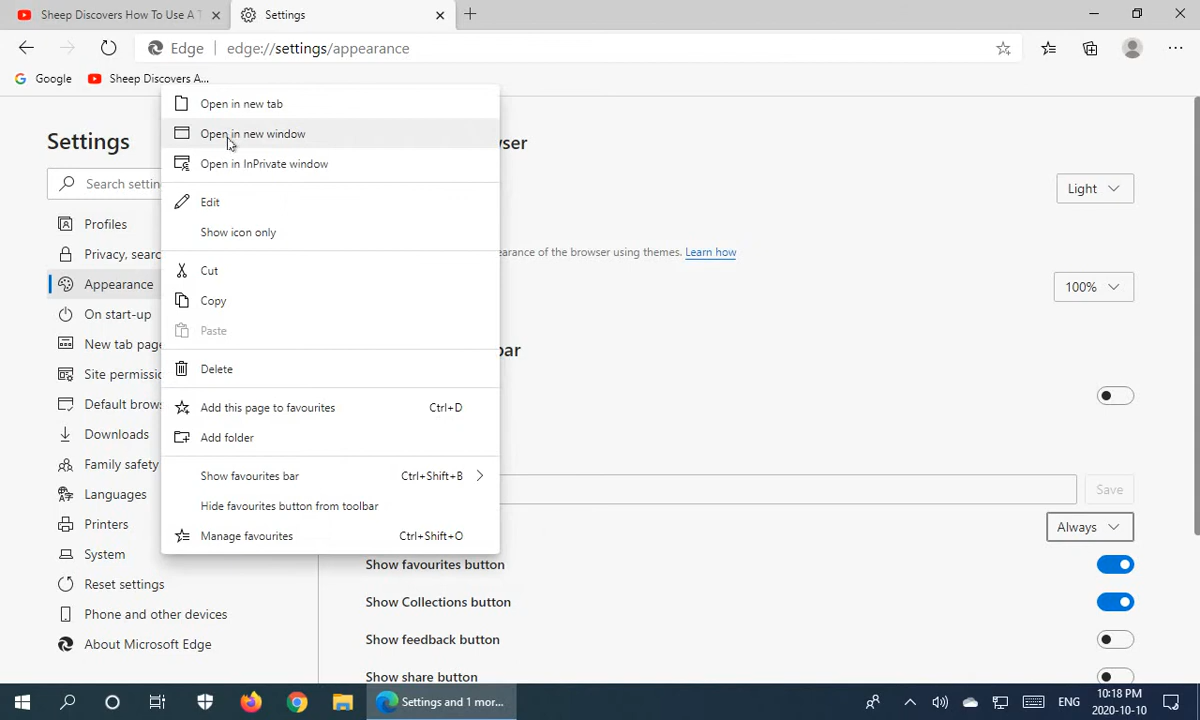 Sheep Discovers How To Use A T
Settings
Edge
edge://settings/appearance
Google
Sheep Discovers A...
Open in new tab
Open in new window
Open in InPrivate window
Edit
Show icon only
Cut
Copy
Paste
Delete
Add this page to favourites Ctrl+D
Add folder
Show favourites bar Ctrl+Shift+B
Hide favourites button from toolbar
Manage favourites Ctrl+Shift+O
Settings
Search settin
Profiles
Privacy, searc
Appearance
On start-up
New tab page
Site permissi
Default brow
Downloads
Family safety
Languages
Printers
System
Reset settings
Phone and other devices
About Microsoft Edge
wser
Light
earance of the browser using themes. Learn how
100%
bar
Save
Always
Show favourites button
Show Collections button
Show feedback button
Show share button
Settings and 1 mor...
ENG
10:18 PM
2020-10-10